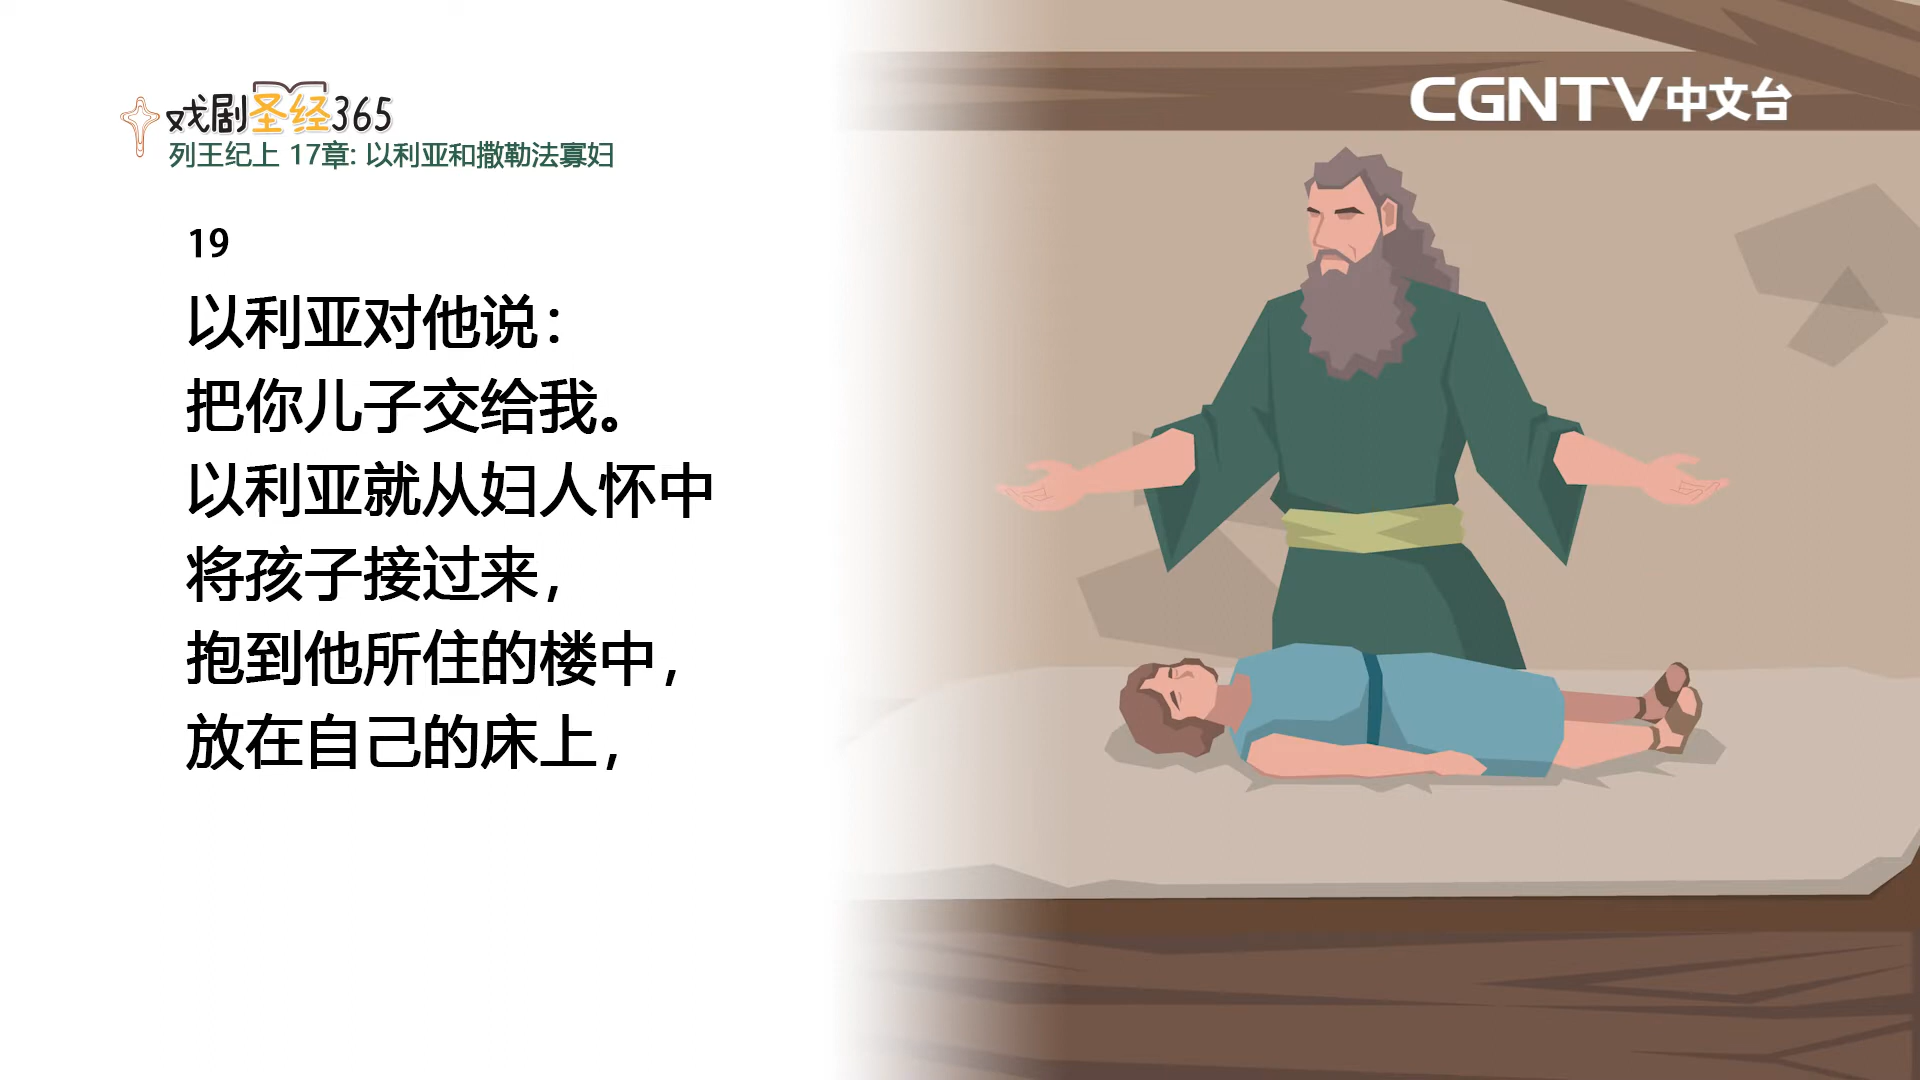 戏剧圣经365
CGNTV中文台
列王纪上 17章: 以利亚和撒勒法寡妇
19
以利亚对他说：
把你儿子交给我。
以利亚就从妇人怀中
将孩子接过来，
抱到他所住的楼中，
放在自己的床上，